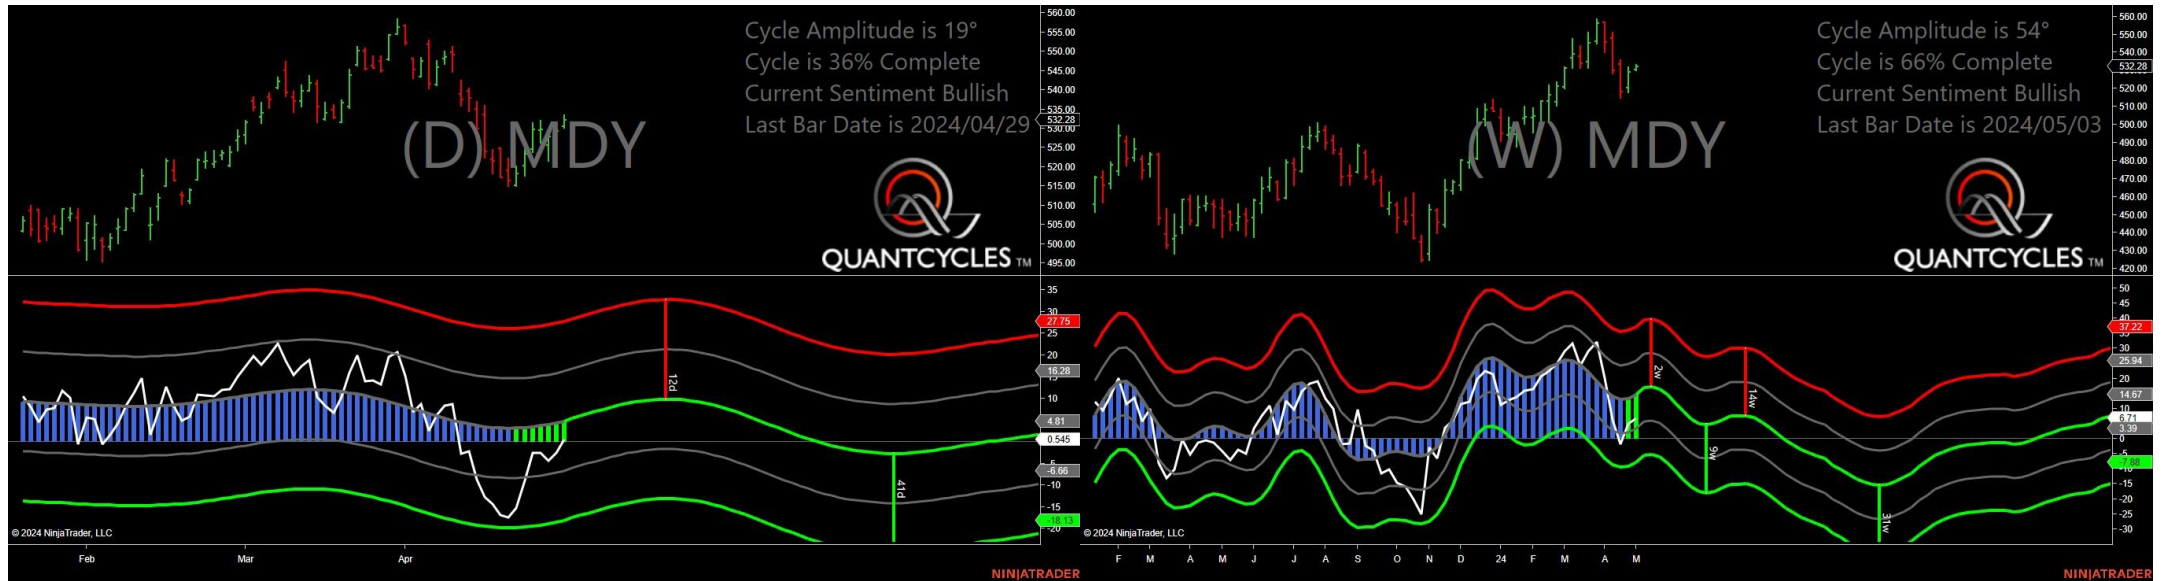 Cycle Amplitude is 19°
Cycle is 36% Complete
Current Sentiment Bullish
Last Bar Date is 2024/04/29
(D) MDY
QUANTCYCLES TM
560.00
555.00
550.00
545.00
540.00
535.00
532.28
530.00
525.00
520.00
515.00
510.00
505.00
500.00
495.00
35
30
27.75
25
20
16.28
10
4.81
0.545
-5
-6.66
-10
-15
-18.13
-20
12d
41d
© 2024 NinjaTrader, LLC
Feb Mar Apr
NINJATRADER
Cycle Amplitude is 54°
Cycle is 66% Complete
Current Sentiment Bullish
Last Bar Date is 2024/05/03
(W) MDY
QUANTCYCLES TM
560.00
550.00
540.00
532.28
520.00
510.00
500.00
490.00
480.00
470.00
460.00
450.00
440.00
430.00
420.00
50
45
40
37.22
30
25.94
20
14.67
10
6.71
3.39
0
-5
-7.88
-15
-20
-25
-30
2w
14w
9w
31w
© 2024 NinjaTrader, LLC
F M A M J J A S O N D 24 F M A M
NINJATRADER